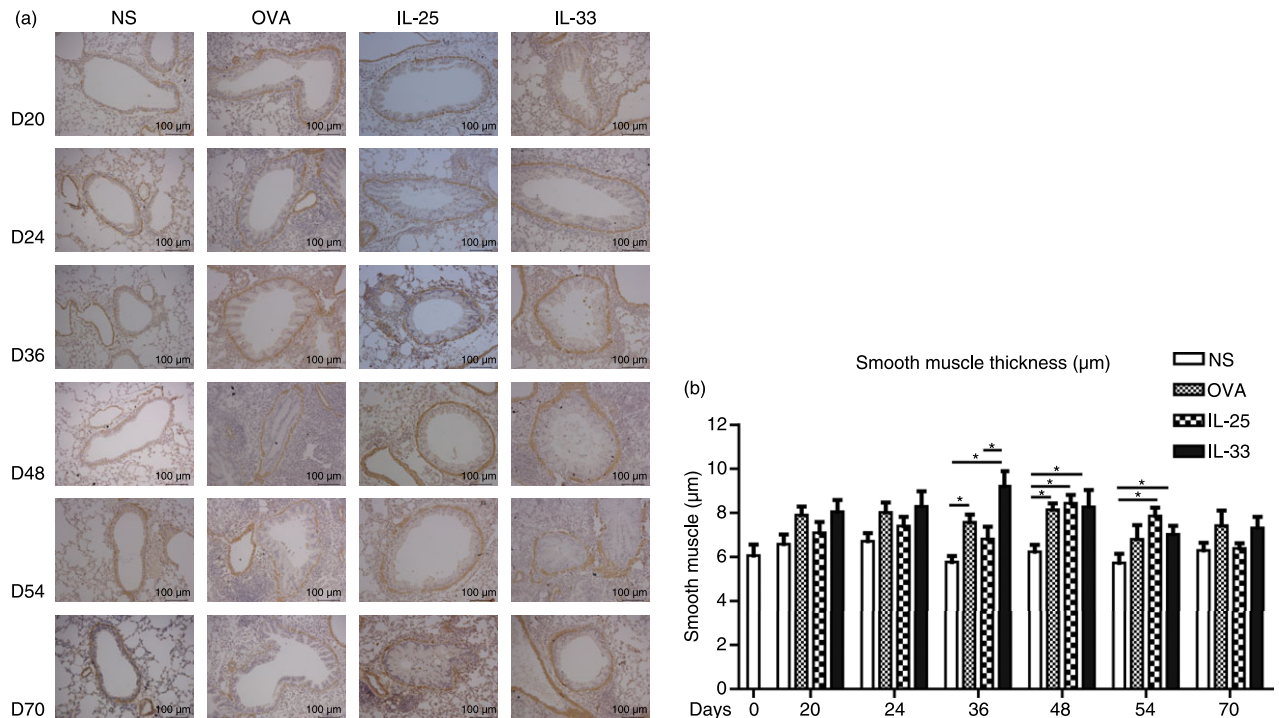 (a) NS OVA IL-25 IL-33
D20 100 µm 100 µm 100 µm 100 µm
D24 100 µm 100 µm 100 µm 100 µm
D36 100 µm 100 µm 100 µm 100 µm
D48 100 µm 100 µm 100 µm 100 µm
D54 100 µm 100 µm 100 µm 100 µm
D70 100 µm 100 µm 100 µm 100 µm
(b) Smooth muscle thickness (µm)
NS
OVA
IL-25
IL-33
Smooth muscle (µm)
12
10
8
6
4
2
0
* * * * * * * *
Days 0 20 24 36 48 54 70